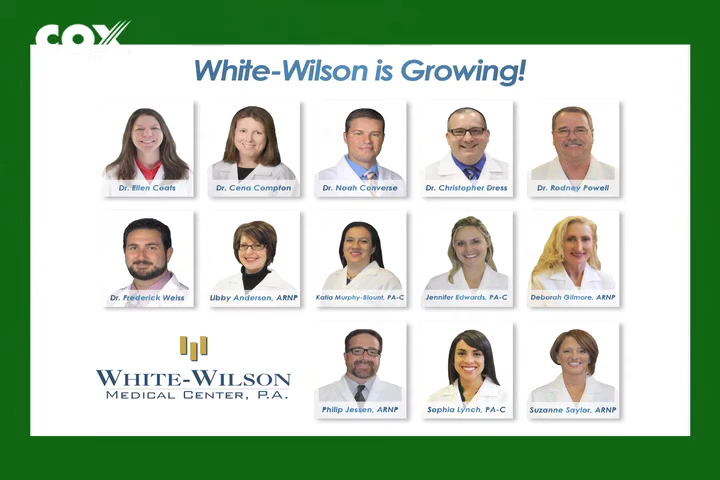 COX
White-Wilson is Growing!
Dr. Ellen Coats
Dr. Cena Compton
Dr. Noah Converse
Dr. Christopher Dress
Dr. Rodney Powell
Dr. Frederick Weiss
Libby Anderson, ARNP
Katia Murphy-Blount, PA-C
Jennifer Edwards, PA-C
Deborah Gilmore, ARNP
WHITE-WILSON
MEDICAL CENTER, P.A.
Philip Jessen, ARNP
Sophia Lynch, PA-C
Suzanne Saylor, ARNP